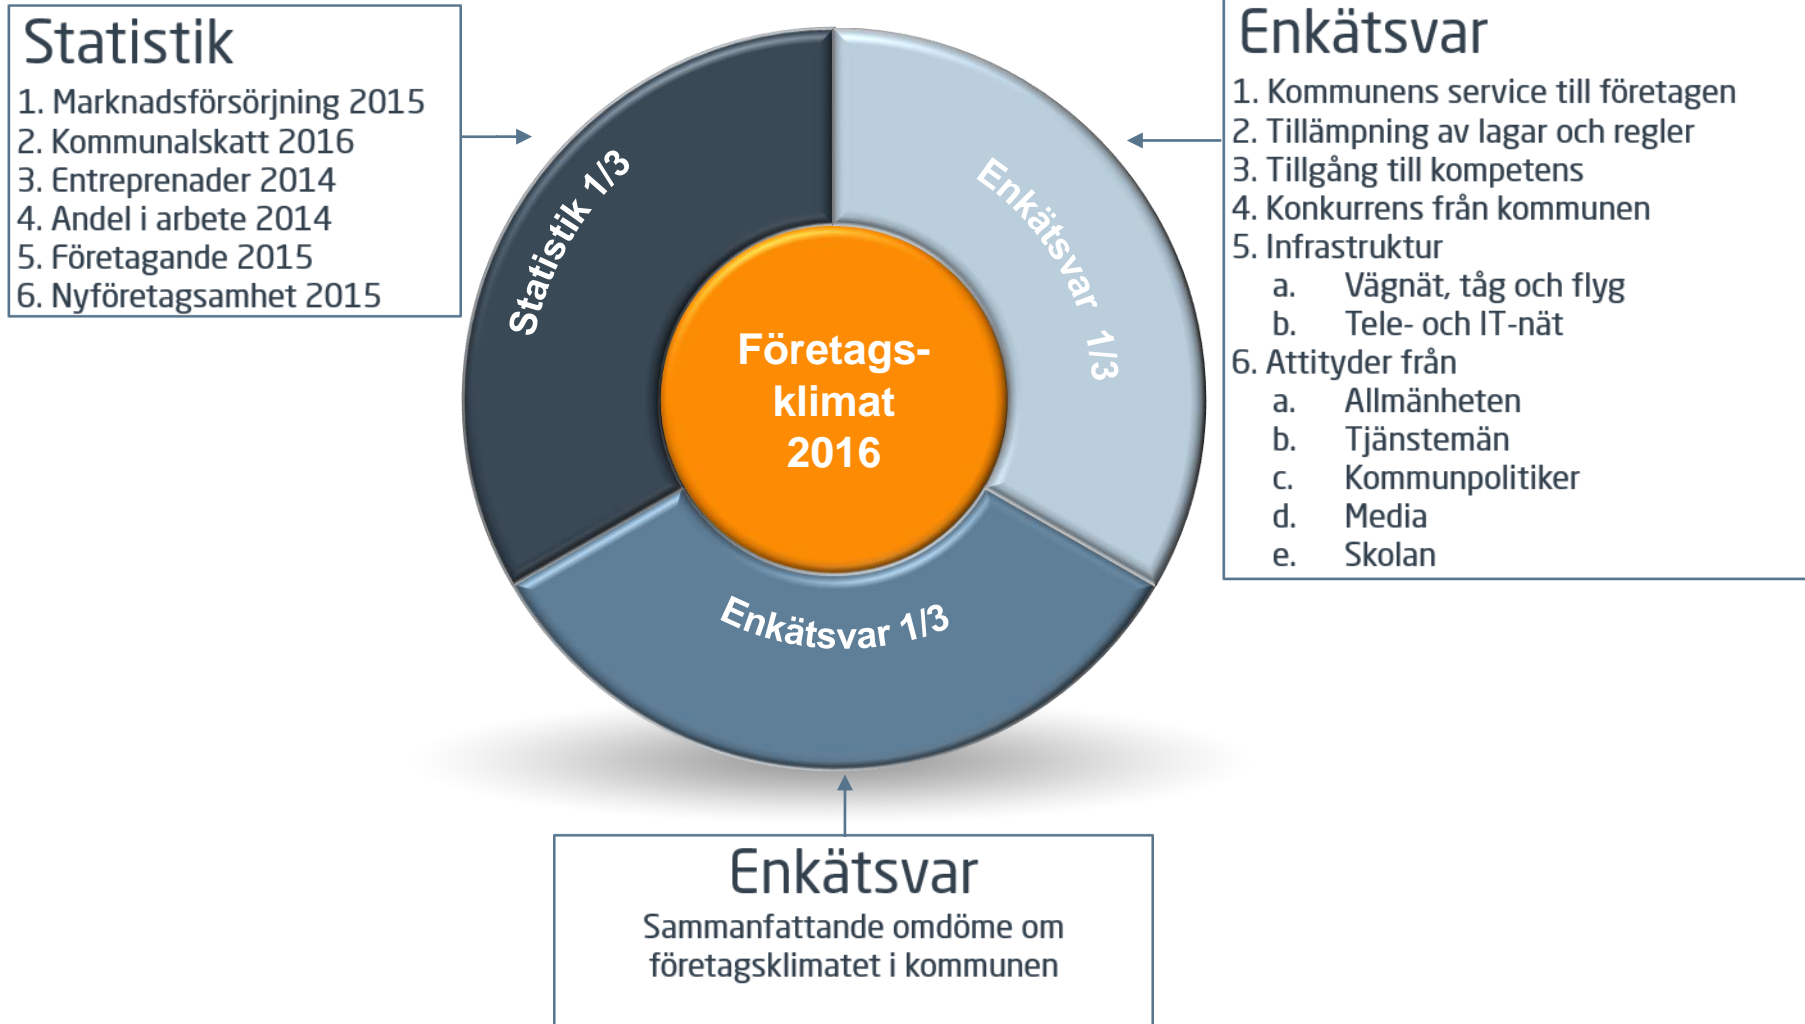 Statistik
1. Marknadsförsörjning 2015
2. Kommunalskatt 2016
3. Entreprenader 2014
4. Andel i arbete 2014
5. Företagande 2015
6. Nyföretagsamhet 2015
Statistik 1/3
Enkätsvar 1/3
Företags-
klimat
2016
Enkätsvar 1/3
Enkätsvar
1. Kommunens service till företagen
2. Tillämpning av lagar och regler
3. Tillgång till kompetens
4. Konkurrens från kommunen
5. Infrastruktur
a. Vägnät, tåg och flyg
b. Tele- och IT-nät
6. Attityder från
a. Allmänheten
b. Tjänstemän
c. Kommunpolitiker
d. Media
e. Skolan
Enkätsvar
Sammanfattande omdöme om
företagsklimatet i kommunen